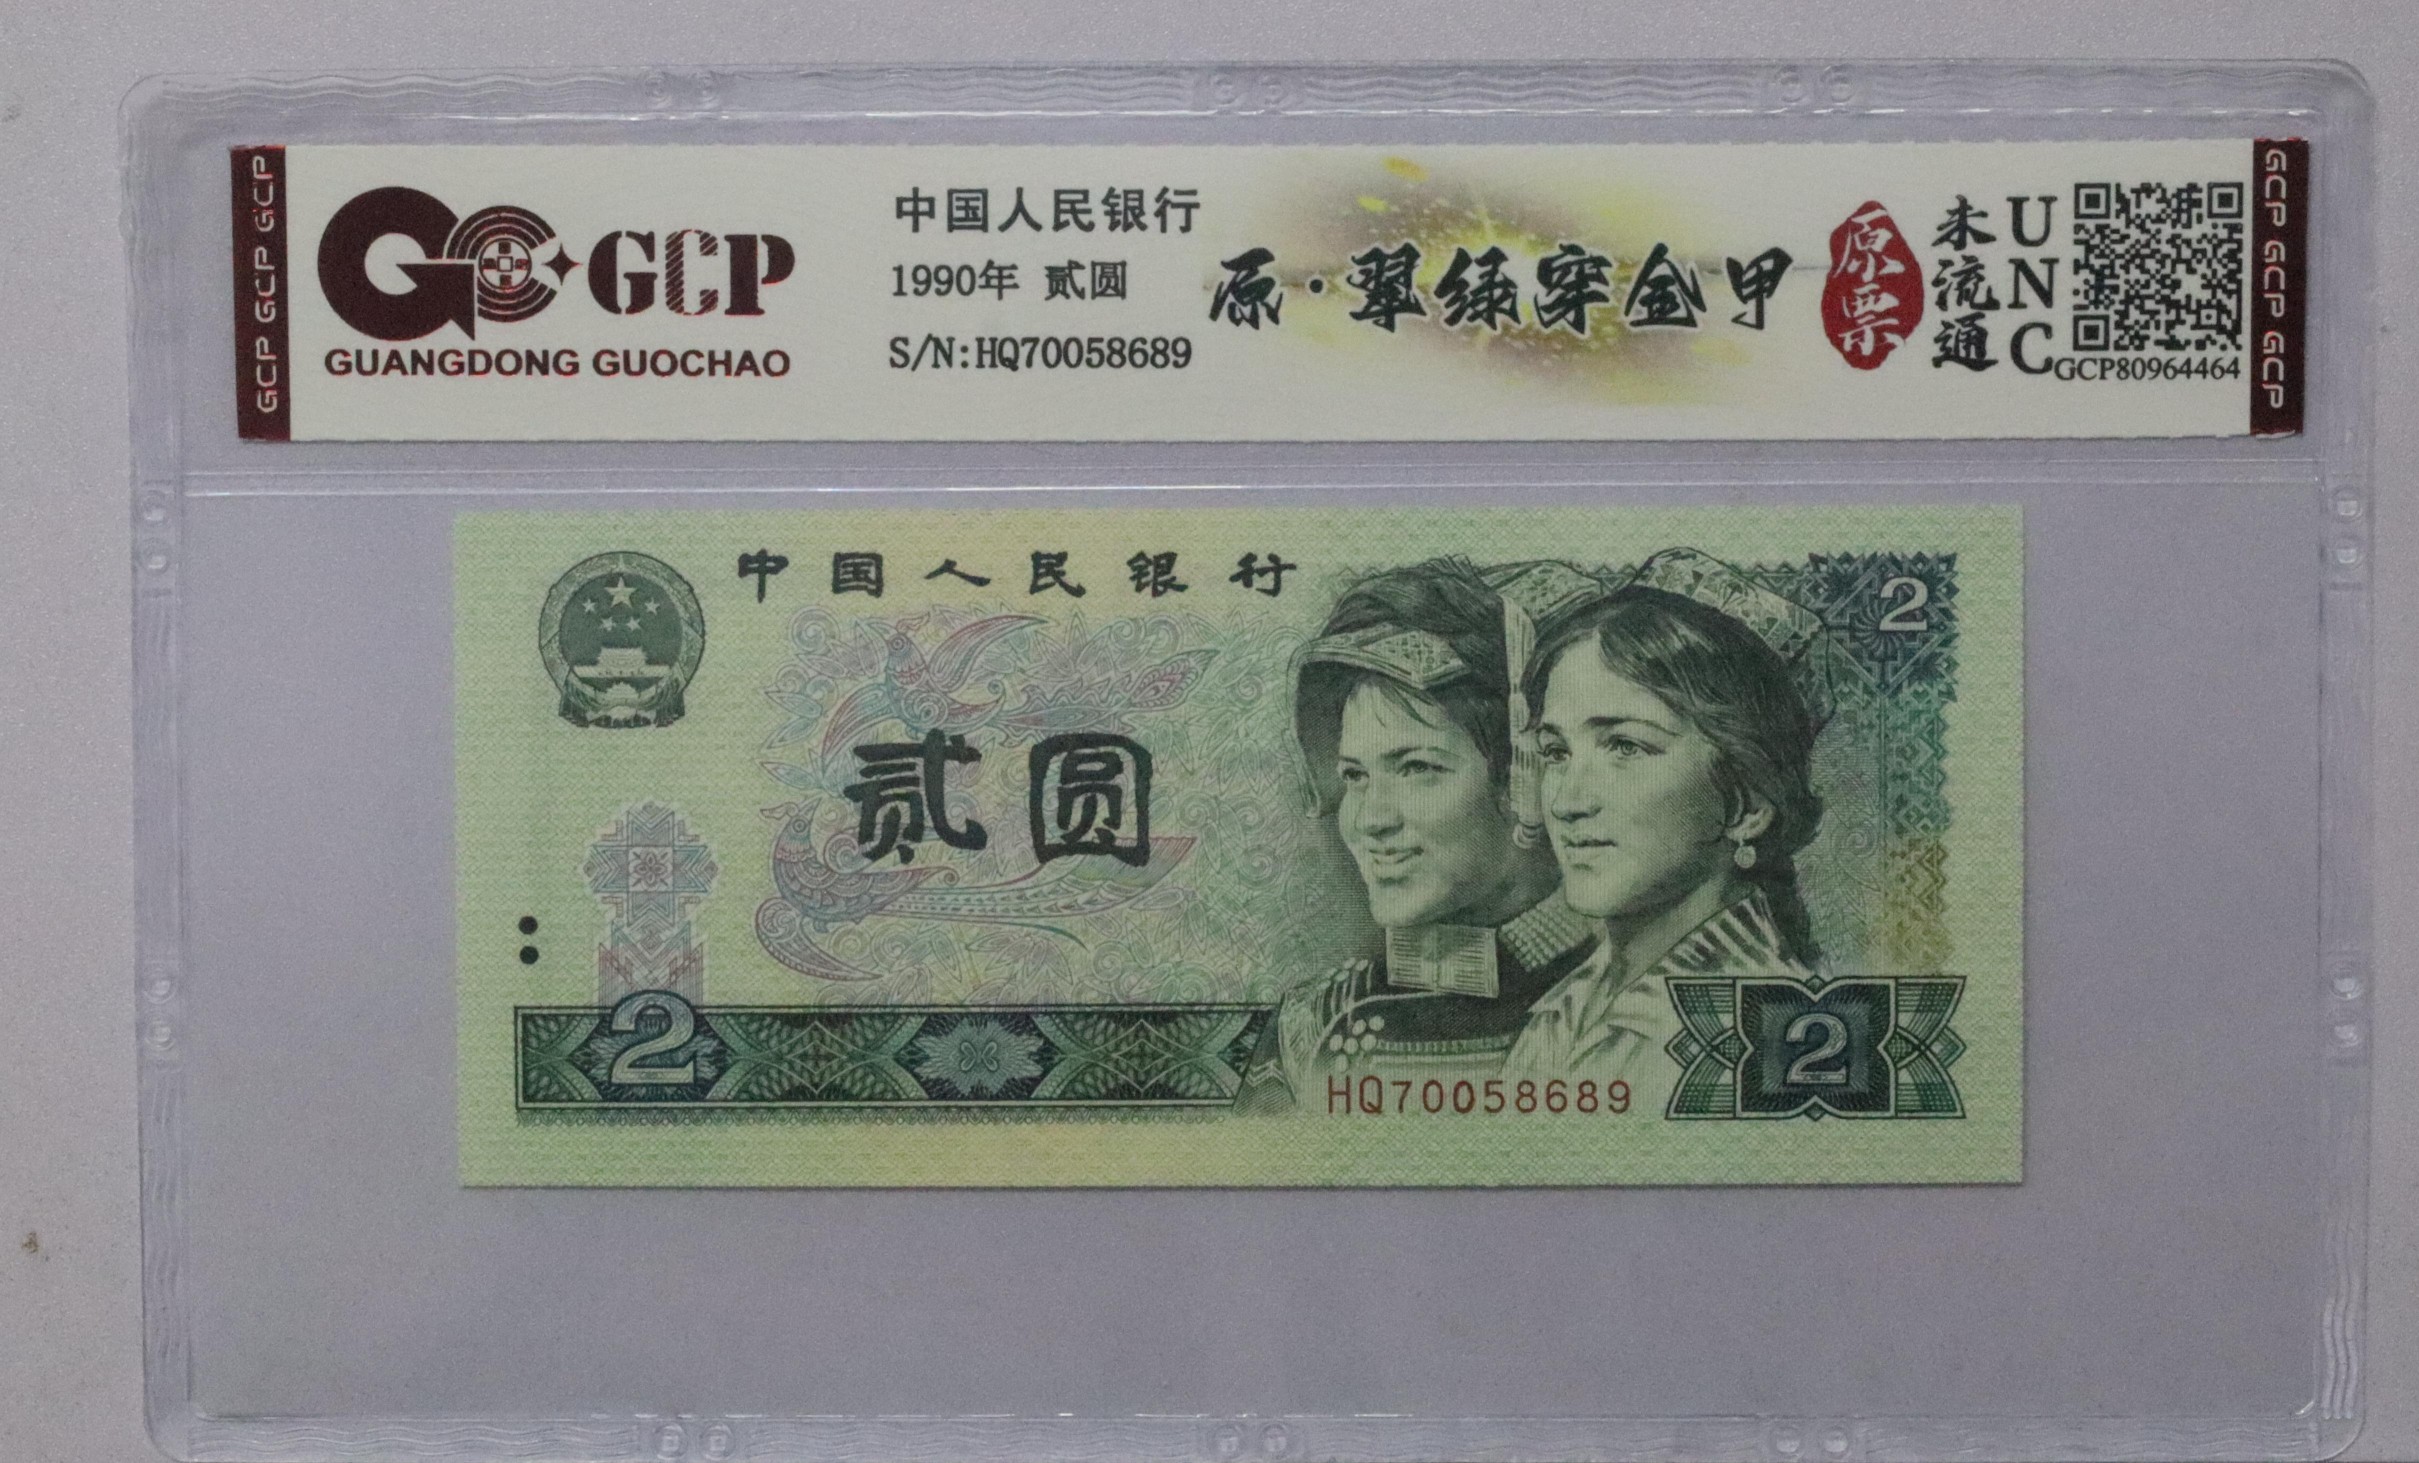 GCP GCP GCP
GCP
GUANGDONG GUOCHAO
中国人民银行
1990年 贰圆
S/N:HQ70058689
原·翠绿穿金甲
原票
未流通
UNC
GCP80964464
GCP GCP GCP
中国人民银行
2
贰圆
2
HQ70058689
2